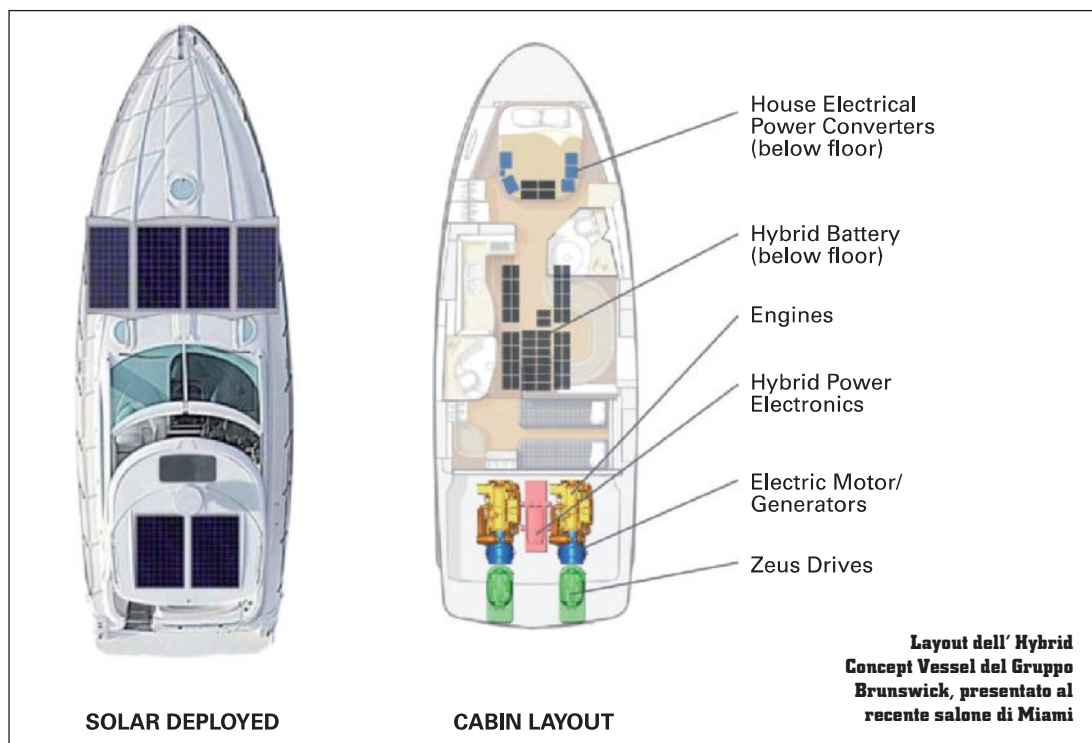 House Electrical
Power Converters
(below floor)
Hybrid Battery
(below floor)
Engines
Hybrid Power
Electronics
Electric Motor/
Generators
Zeus Drives
Layout dell' Hybrid
Concept Vessel del Gruppo
Brunswick, presentato al
recente salone di Miami
SOLAR DEPLOYED
CABIN LAYOUT